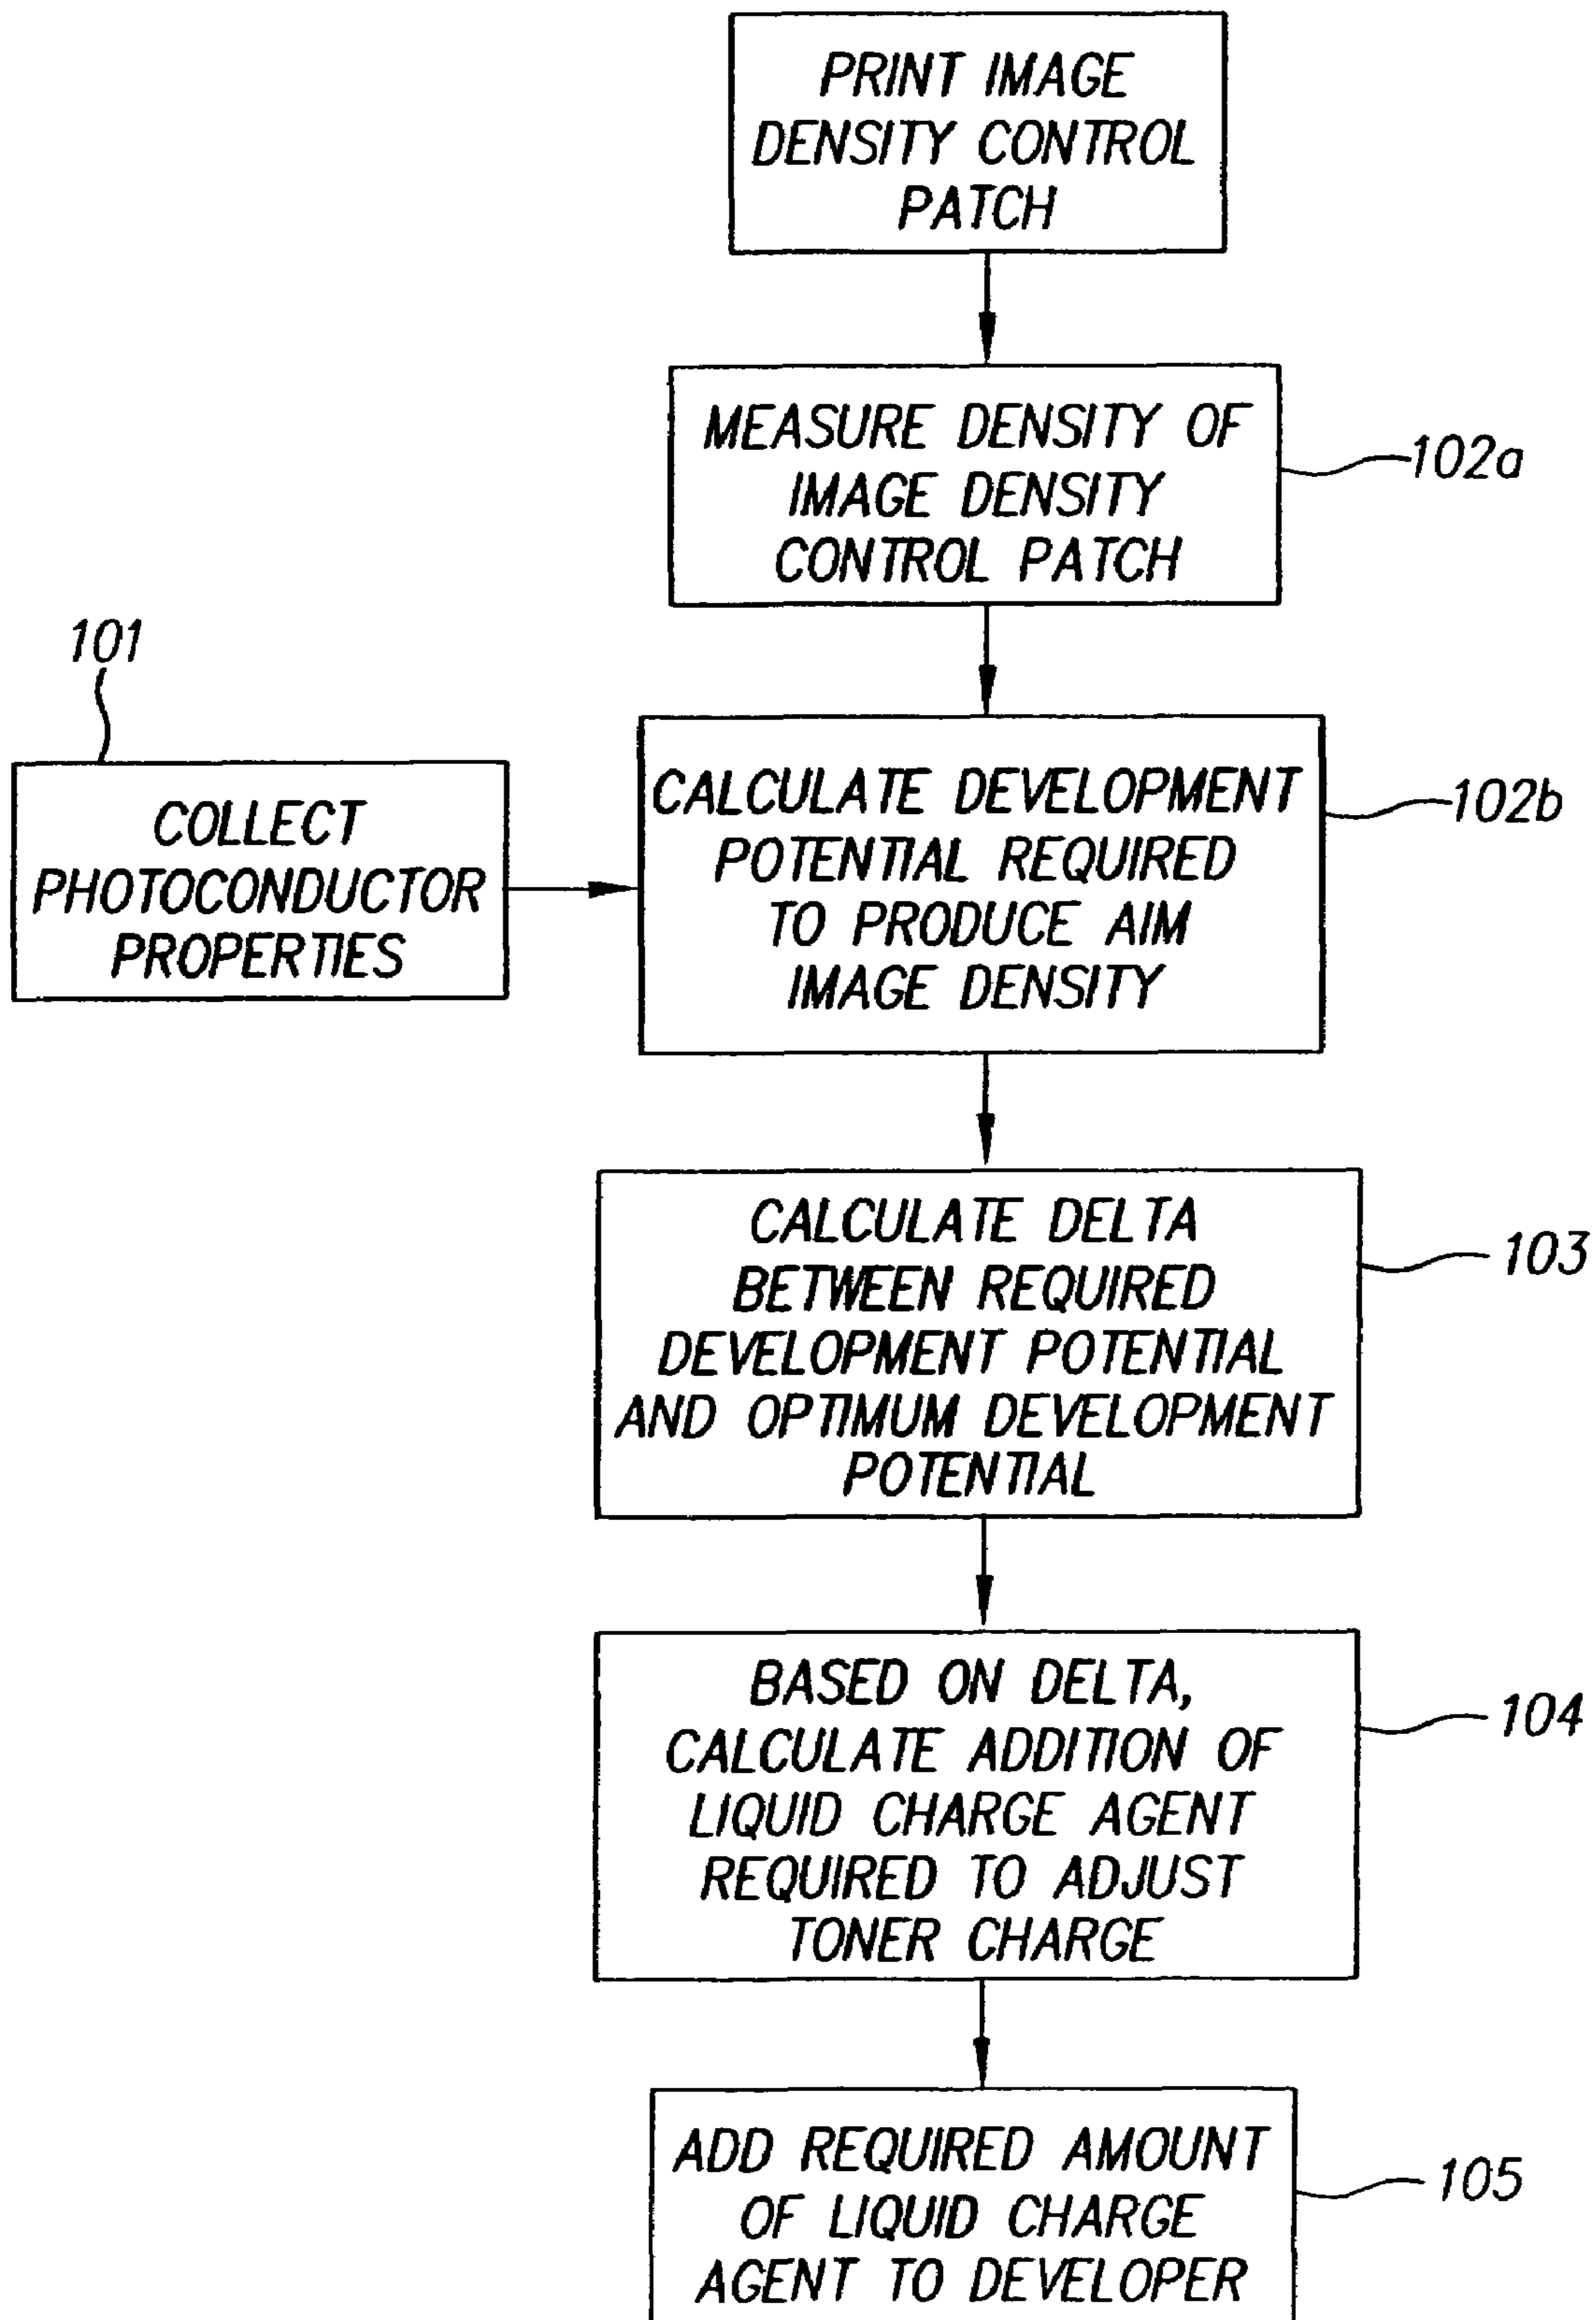 PRINT IMAGE
DENSITY CONTROL
PATCH
MEASURE DENSITY OF
IMAGE DENSITY
CONTROL PATCH
102a
101
COLLECT
PHOTOCONDUCTOR
PROPERTIES
CALCULATE DEVELOPMENT
POTENTIAL REQUIRED
TO PRODUCE AIM
IMAGE DENSITY
102b
CALCULATE DELTA
BETWEEN REQUIRED
DEVELOPMENT POTENTIAL
AND OPTIMUM DEVELOPMENT
POTENTIAL
103
BASED ON DELTA,
CALCULATE ADDITION OF
LIQUID CHARGE AGENT
REQUIRED TO ADJUST
TONER CHARGE
104
ADD REQUIRED AMOUNT
OF LIQUID CHARGE
AGENT TO DEVELOPER
105